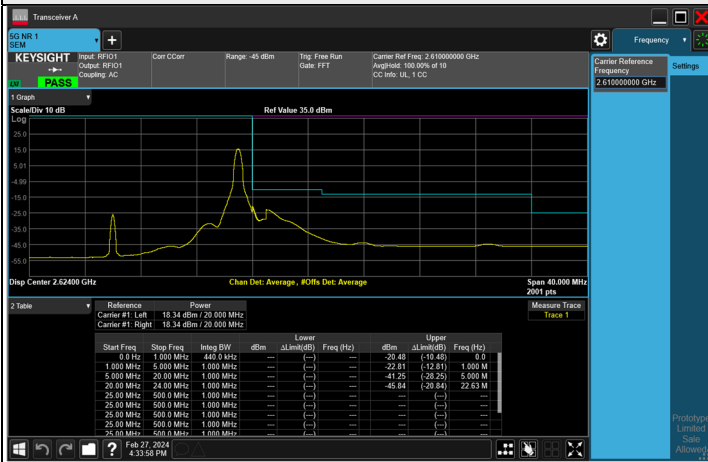 Transceiver A
5G NR 1
SEM
Frequency
KEYSIGHT
PASS
Input: RFIO1
Output: RFIO1
Coupling: AC
Corr CCorr
Range: -45 dBm
Trig: Free Run
Gate: FFT
Carrier Ref Freq: 2.610000000 GHz
Avg|Hold: 100.00% of 10
CC Info: UL, 1 CC
Carrier Reference
Frequency
2.610000000 GHz
Settings
1 Graph
Scale/Div 10 dB
Ref Value 35.0 dBm
Log
25.0
15.0
5.01
-4.99
-15.0
-25.0
-35.0
-45.0
-55.0
Disp Center 2.62400 GHz
Chan Det: Average , #Offs Det: Average
Span 40.000 MHz
2001 pts
2 Table
Reference Power
Carrier #1: Left 18.34 dBm / 20.000 MHz
Carrier #1: Right 18.34 dBm / 20.000 MHz
Measure Trace
Trace 1
Lower Upper
Start Freq Stop Freq Integ BW dBm ΔLimit(dB) Freq (Hz) dBm ΔLimit(dB) Freq (Hz)
0.0 Hz 1.000 MHz 440.0 kHz --- (---) --- -20.48 (-10.48) 0.0
1.000 MHz 5.000 MHz 1.000 MHz --- (---) --- -22.81 (-12.81) 1.000 M
5.000 MHz 20.00 MHz 1.000 MHz --- (---) --- -41.25 (-28.25) 5.000 M
20.00 MHz 24.00 MHz 1.000 MHz --- (---) --- -45.84 (-20.84) 22.63 M
25.00 MHz 500.0 MHz 1.000 MHz --- (---) --- --- (---) ---
25.00 MHz 500.0 MHz 1.000 MHz --- (---) --- --- (---) ---
25.00 MHz 500.0 MHz 1.000 MHz --- (---) --- --- (---) ---
25.00 MHz 500.0 MHz 1.000 MHz --- (---) --- --- (---) ---
25.00 MHz 500.0 MHz 1.000 MHz --- (---) --- --- (---) ---
Feb 27, 2024
4:33:58 PM
Prototype
Limited
Sale
Allowed